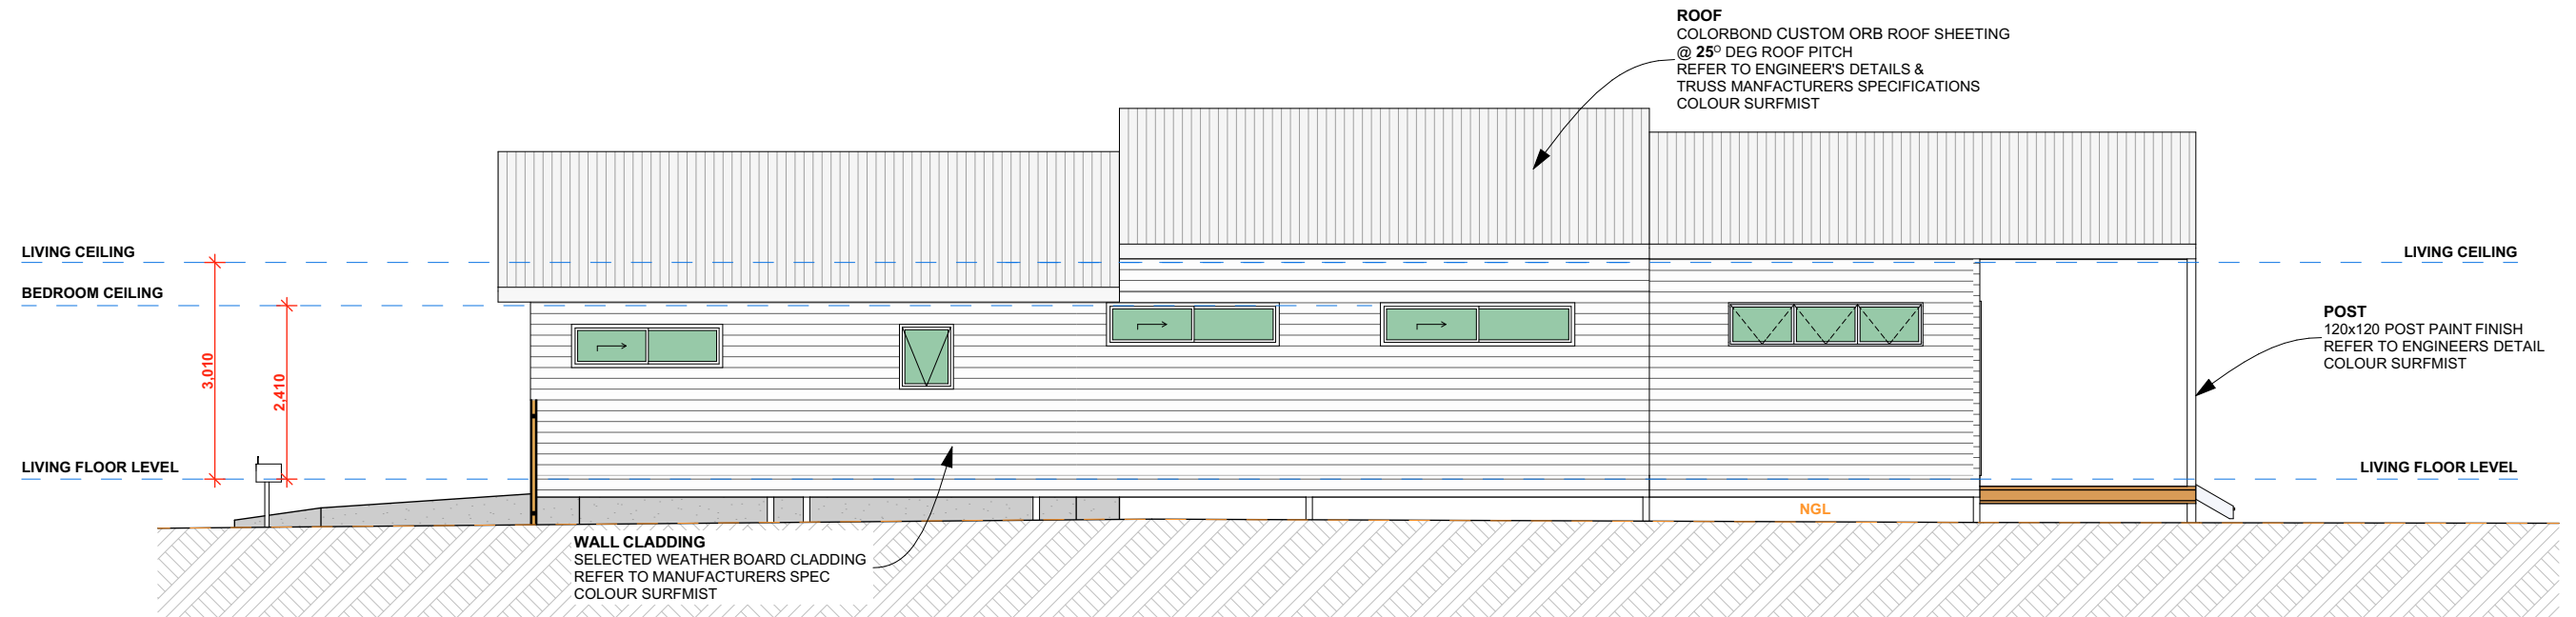 ROOF
COLORBOND CUSTOM ORB ROOF SHEETING
@ 25° DEG ROOF PITCH
REFER TO ENGINEER'S DETAILS &
TRUSS MANFACTURERS SPECIFICATIONS
COLOUR SURFMIST
LIVING CEILING
LIVING CEILING
BEDROOM CEILING
POST
120x120 POST PAINT FINISH
REFER TO ENGINEERS DETAIL
COLOUR SURFMIST
3,010
2,410
LIVING FLOOR LEVEL
LIVING FLOOR LEVEL
NGL
WALL CLADDING
SELECTED WEATHER BOARD CLADDING
REFER TO MANUFACTURERS SPEC
COLOUR SURFMIST